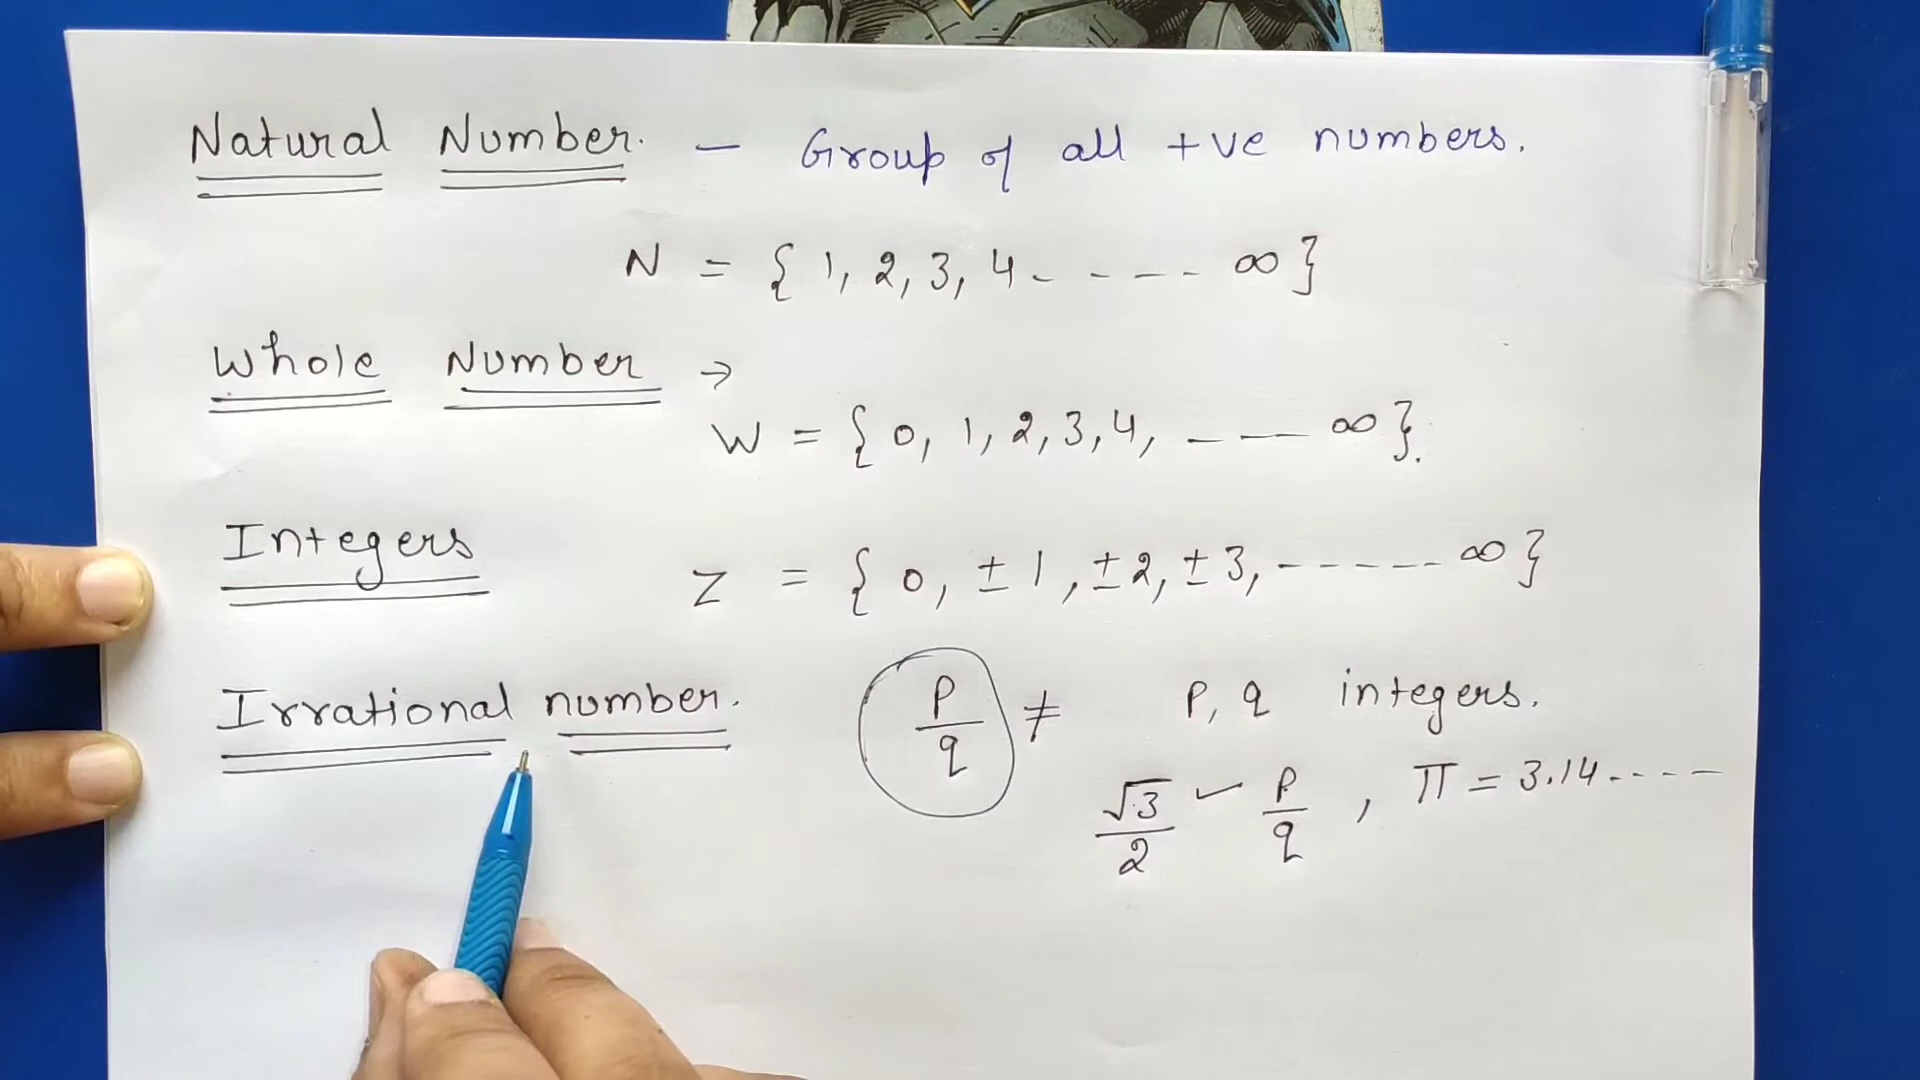 Natural Number. – Group of all +ve numbers.
N = { 1, 2, 3, 4 - - - - - ∞ }
Whole Number →
W = { 0, 1, 2, 3, 4, - - - ∞ }.
Integers Z = { 0, ± 1, ±2, ± 3, - - - - - - ∞ }
Irrational number. P/q ≠ P, q integers.
√3/2 ✓ P/q , π = 3.14 - - - -